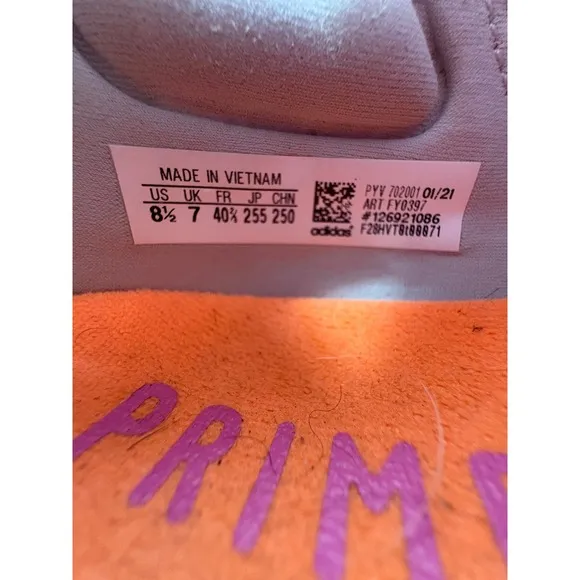 MADE IN VIETNAM
US UK FR JP CHN
8½ 7 40⅔ 255 250
adidas
PYV 702001 01/21
ART FY0397
#126921086
PRIM